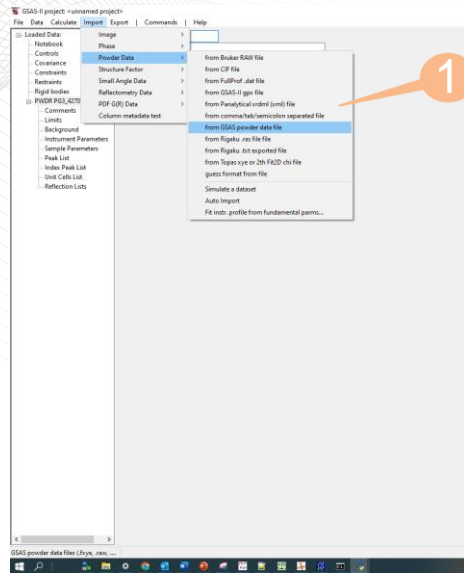 GSAS-II project: <unnamed project>
File Data Calculate Import Export | Commands | Help
Loaded Data:
Notebook
Controls
Covariance
Constraints
Restraints
Rigid bodies
PWDR PG3_4270
Comments
Limits
Background
Instrument Parameters
Sample Parameters
Peak List
Index Peak List
Unit Cells List
Reflection Lists
Image
Phase
Powder Data
Structure Factor
Small Angle Data
Reflectometry Data
PDF G(R) Data
Column metadata test
from Bruker RAW file
from CIF file
from FullProf .dat file
from GSAS-II gpx file
from Panalytical xrdml (xml) file
from comma/tab/semicolon separated file
from GSAS powder data file
from Rigaku .ras file file
from Rigaku .txt exported file
from Topas xye or 2th Fit2D chi file
guess format from file
Simulate a dataset
Auto Import
Fit instr. profile from fundamental parms...
1
GSAS powder data files (.fxye, .raw, ....